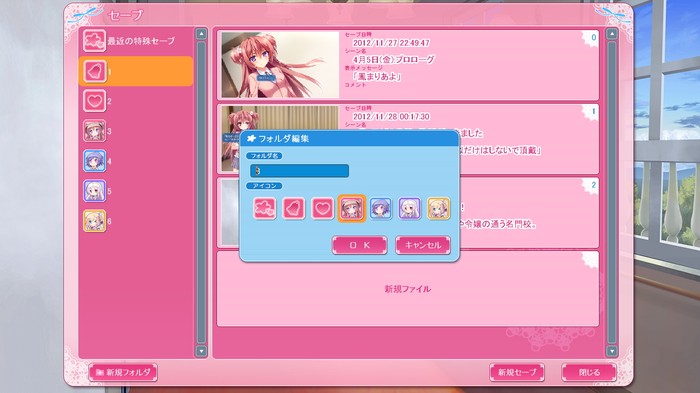 セーブ
最近の特殊セーブ
1
2
3
4
5
6
セーブ日時
0
2012/11/27 22:49:47
シーン名
4月5日(金)プロローグ
表示メッセージ
「鳳まりあよ」
コメント
セーブ日時
1
2012/11/28 00:17:30
シーン名
ました
だけはしないで頂戴」
2
!
や令嬢の通う名門校。
フォルダ編集
フォルダ名
3
アイコン
OK
キャンセル
新規ファイル
新規フォルダ
新規セーブ
閉じる